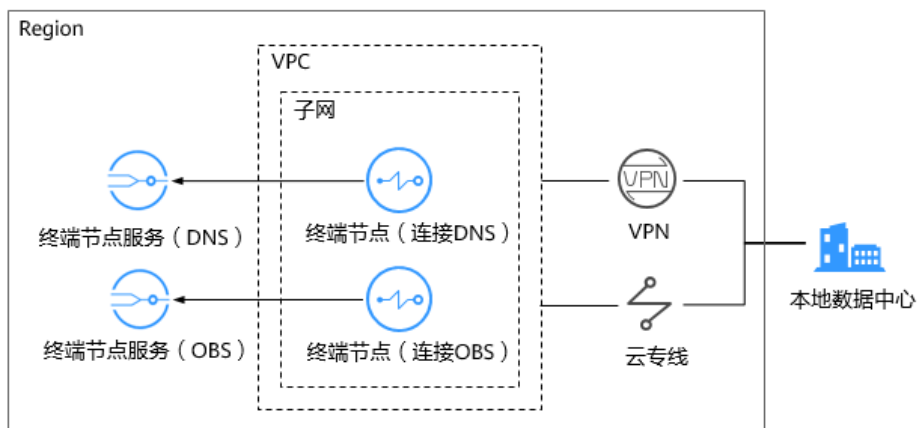 Region
VPC
子网
终端节点服务（DNS）
终端节点（连接DNS）
VPN
VPN
本地数据中心
终端节点服务（OBS）
终端节点（连接OBS）
云专线